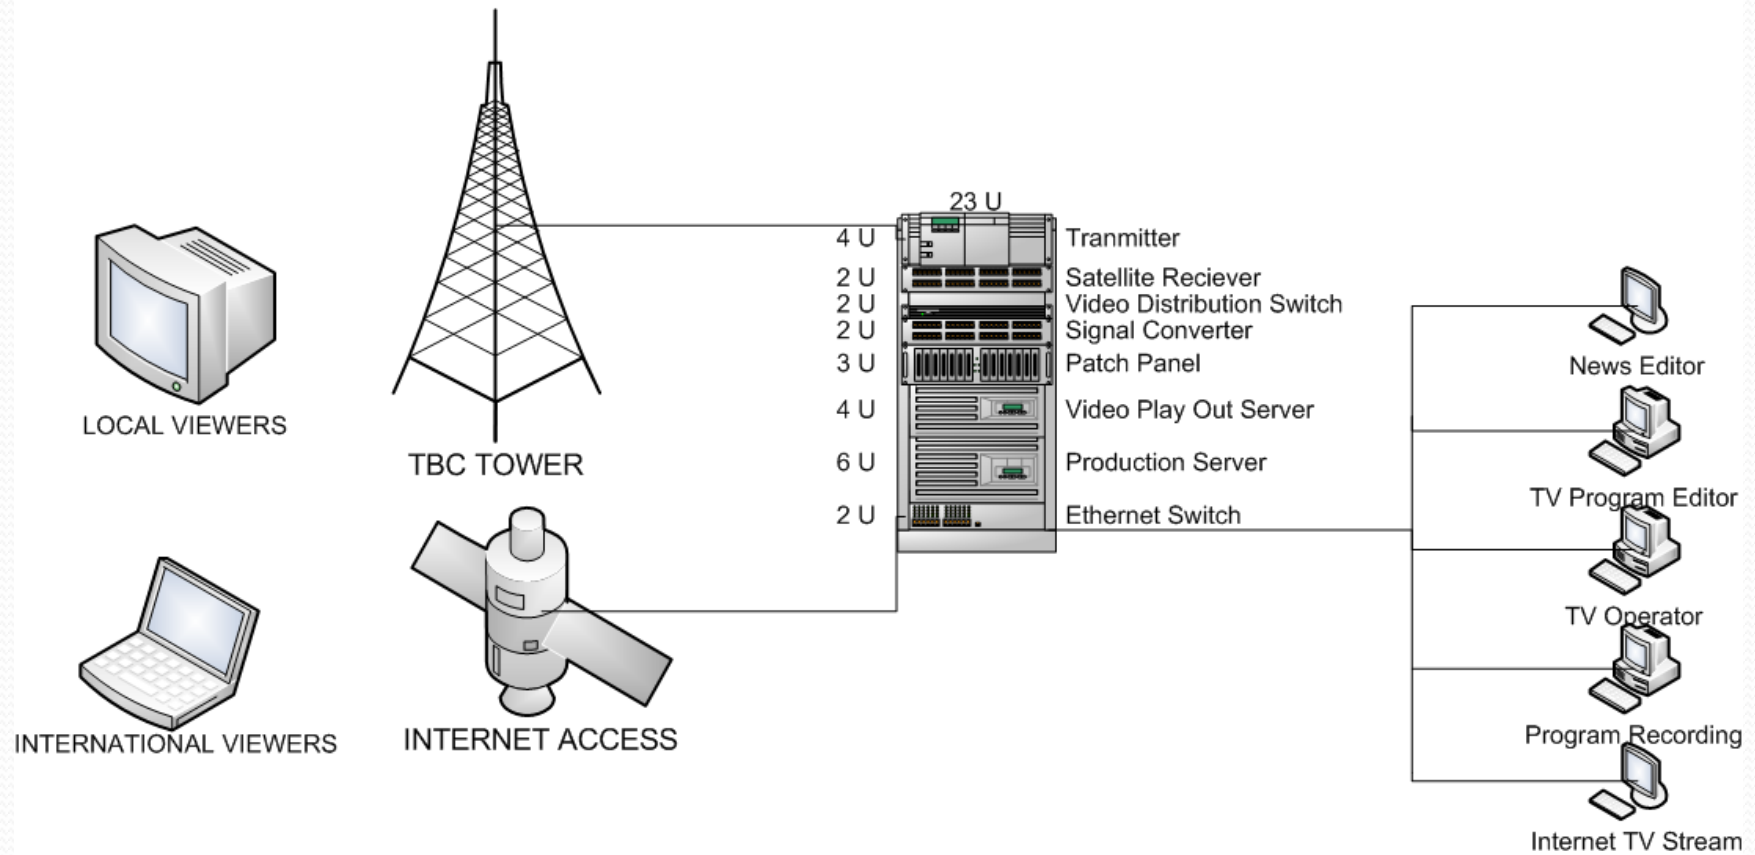 23 U
4 U Tranmitter
2 U Satellite Reciever
2 U Video Distribution Switch
2 U Signal Converter
3 U Patch Panel
4 U Video Play Out Server
6 U Production Server
2 U Ethernet Switch
LOCAL VIEWERS
TBC TOWER
INTERNATIONAL VIEWERS
INTERNET ACCESS
News Editor
TV Program Editor
TV Operator
Program Recording
Internet TV Stream